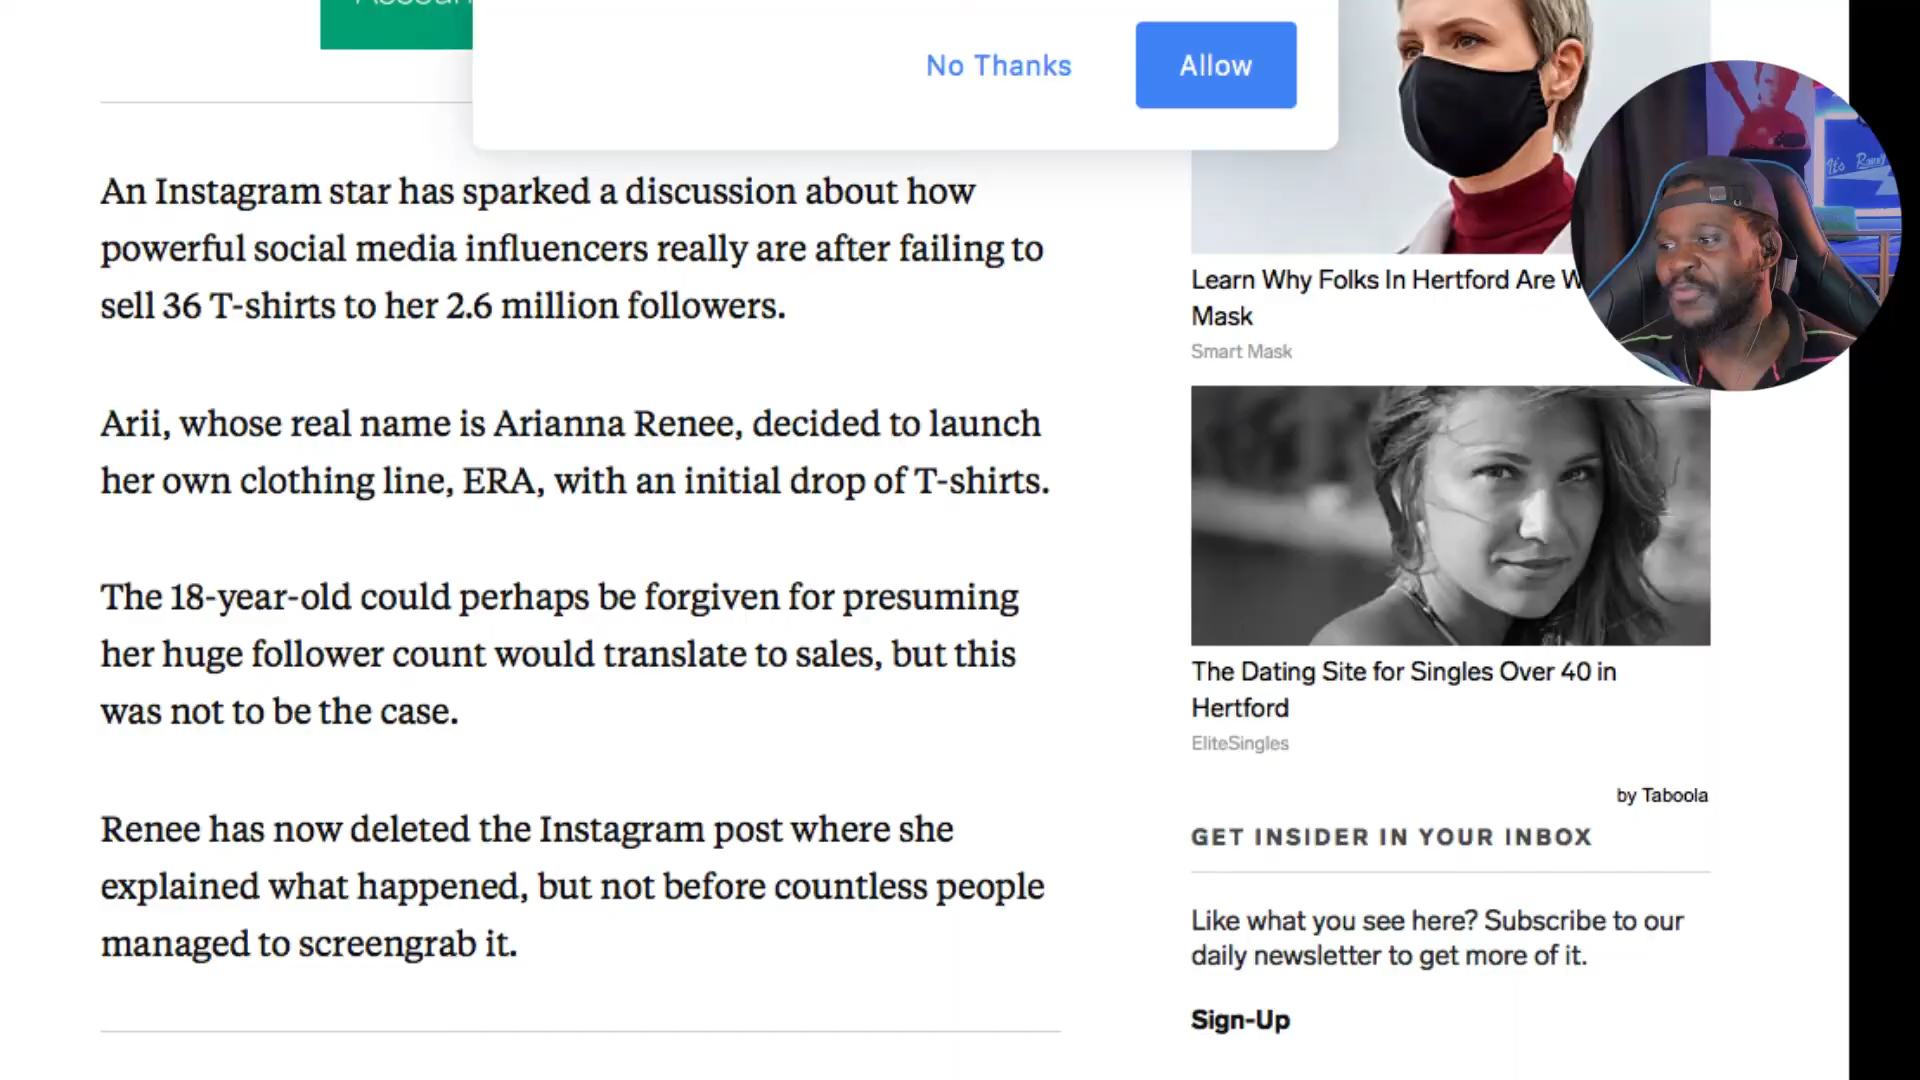 No Thanks
Allow
An Instagram star has sparked a discussion about how
powerful social media influencers really are after failing to
sell 36 T-shirts to her 2.6 million followers.
Arii, whose real name is Arianna Renee, decided to launch
her own clothing line, ERA, with an initial drop of T-shirts.
The 18-year-old could perhaps be forgiven for presuming
her huge follower count would translate to sales, but this
was not to be the case.
Renee has now deleted the Instagram post where she
explained what happened, but not before countless people
managed to screengrab it.
Learn Why Folks In Hertford Are
Mask
Smart Mask
The Dating Site for Singles Over 40 in
Hertford
EliteSingles
by Taboola
GET INSIDER IN YOUR INBOX
Like what you see here? Subscribe to our
daily newsletter to get more of it.
Sign-Up
It's